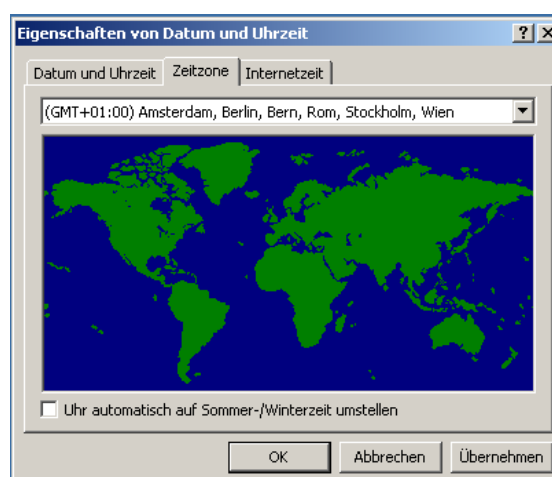 Eigenschaften von Datum und Uhrzeit
Datum und Uhrzeit Zeitzone Internetzeit
(GMT+01:00) Amsterdam, Berlin, Bern, Rom, Stockholm, Wien
Uhr automatisch auf Sommer-/Winterzeit umstellen
OK Abbrechen Übernehmen